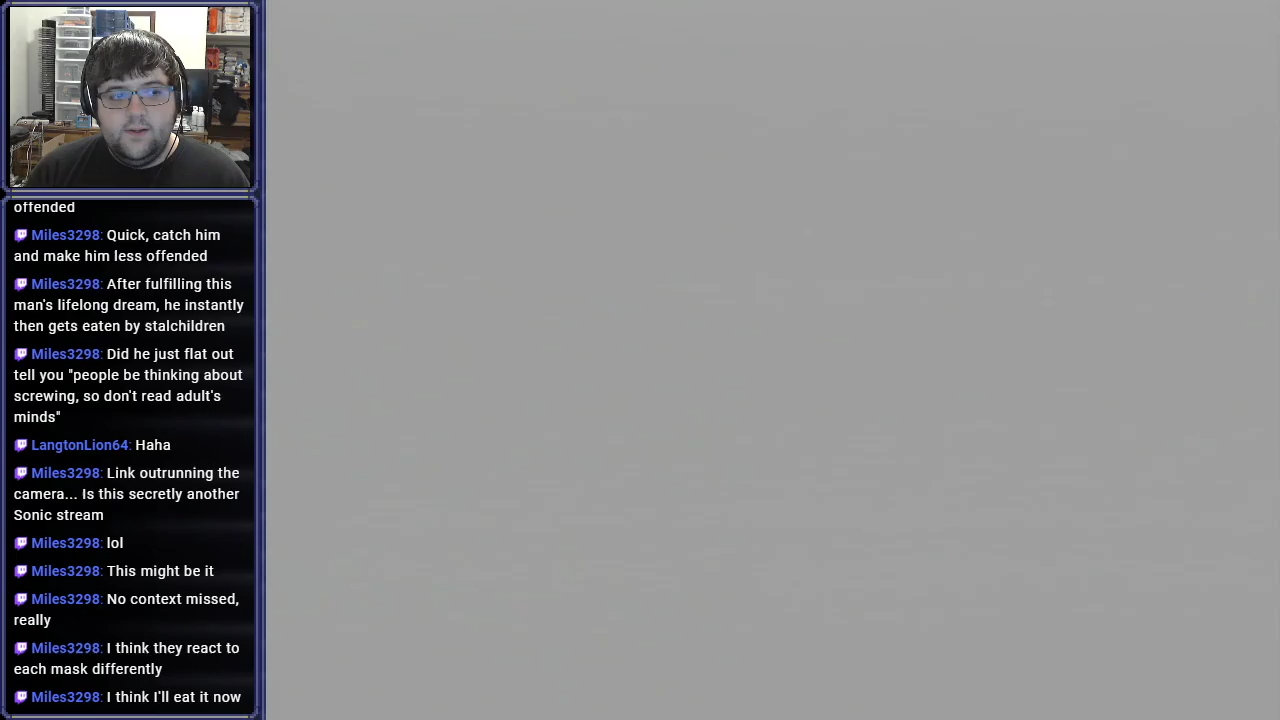 offended
Miles3298: Quick, catch him
and make him less offended
Miles3298: After fulfilling this
man's lifelong dream, he instantly
then gets eaten by stalchildren
Miles3298: Did he just flat out
tell you "people be thinking about
screwing, so don't read adult's
minds"
LangtonLion64: Haha
Miles3298: Link outrunning the
camera... Is this secretly another
Sonic stream
Miles3298: lol
Miles3298: This might be it
Miles3298: No context missed,
really
Miles3298: I think they react to
each mask differently
Miles3298: I think I'll eat it now